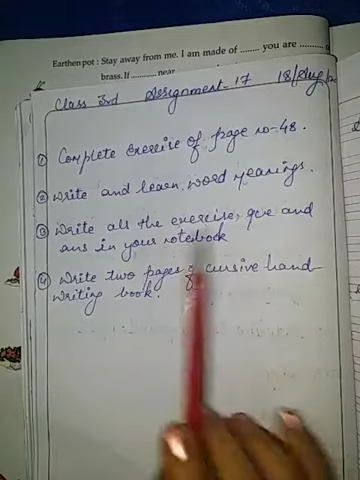 Earthen pot : Stay away from me. I am made of ........ you are ........
brass. If ......... near
Class 3rd Assignment-17 18/Aug/20
① Complete exercise of page no-48.
② Write and learn word meanings.
③ Write all the exercise, que and
ans in your notebook
④ Write two pages of cursive hand
writing book.